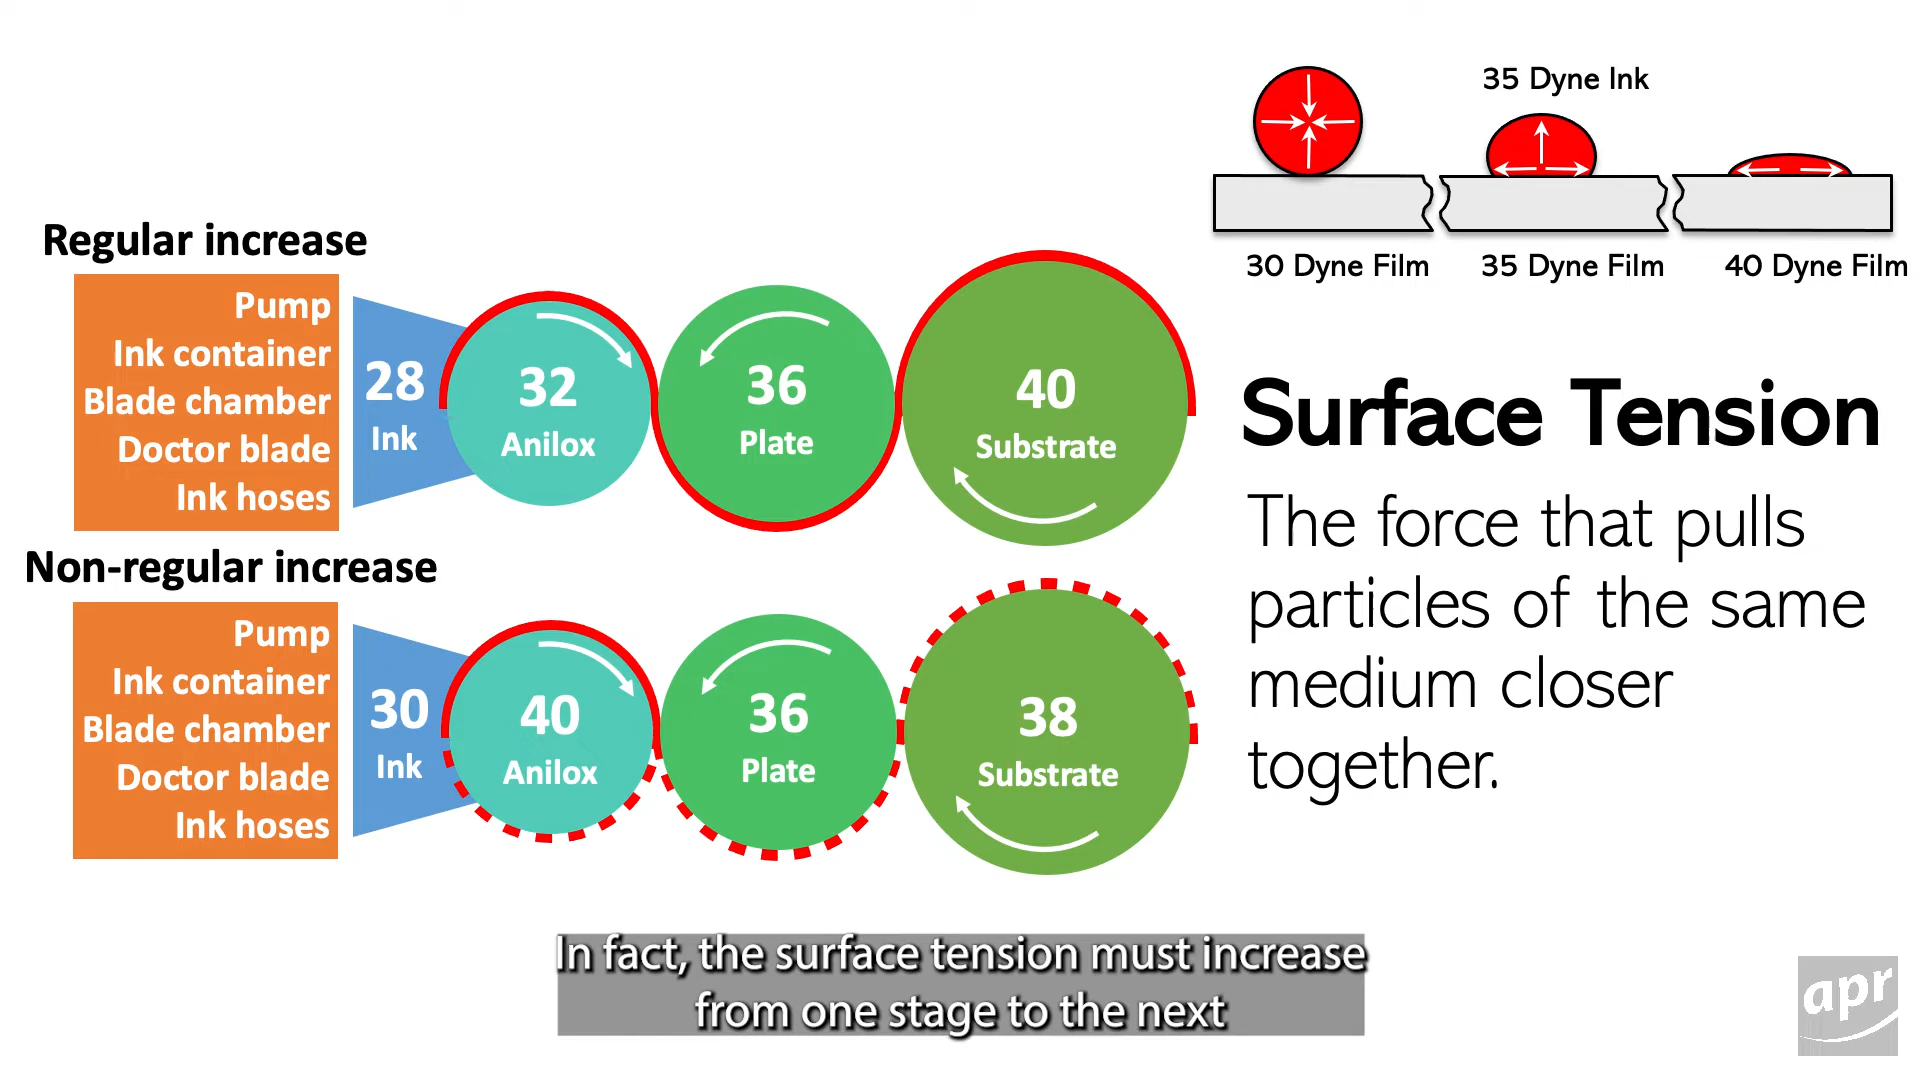 35 Dyne Ink
30 Dyne Film
35 Dyne Film
40 Dyne Film
Regular increase
Pump
Ink container
Blade chamber
Doctor blade
Ink hoses
28
Ink
32
Anilox
36
Plate
40
Substrate
Non-regular increase
Pump
Ink container
Blade chamber
Doctor blade
Ink hoses
30
Ink
40
Anilox
36
Plate
38
Substrate
Surface Tension
The force that pulls
particles of the same
medium closer
together.
In fact, the surface tension must increase
from one stage to the next
apr